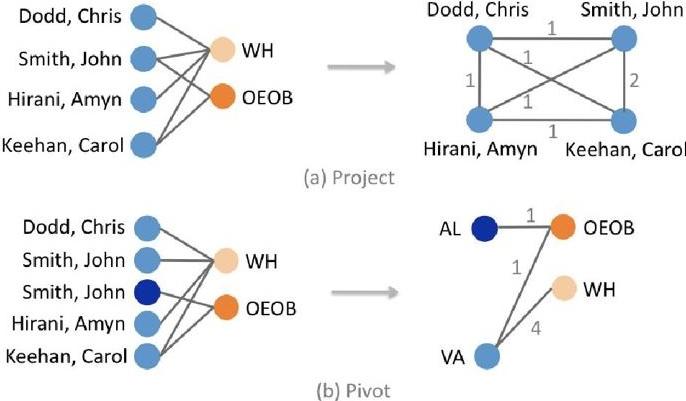 Dodd, Chris
Smith, John
Hirani, Amyn
Keehan, Carol
WH
OEOB
Dodd, Chris Smith, John
1
1
1
2
1
1
Hirani, Amyn Keehan, Carol
(a) Project
Dodd, Chris
Smith, John
Smith, John
Hirani, Amyn
Keehan, Carol
WH
OEOB
AL
1
OEOB
1
WH
4
VA
(b) Pivot